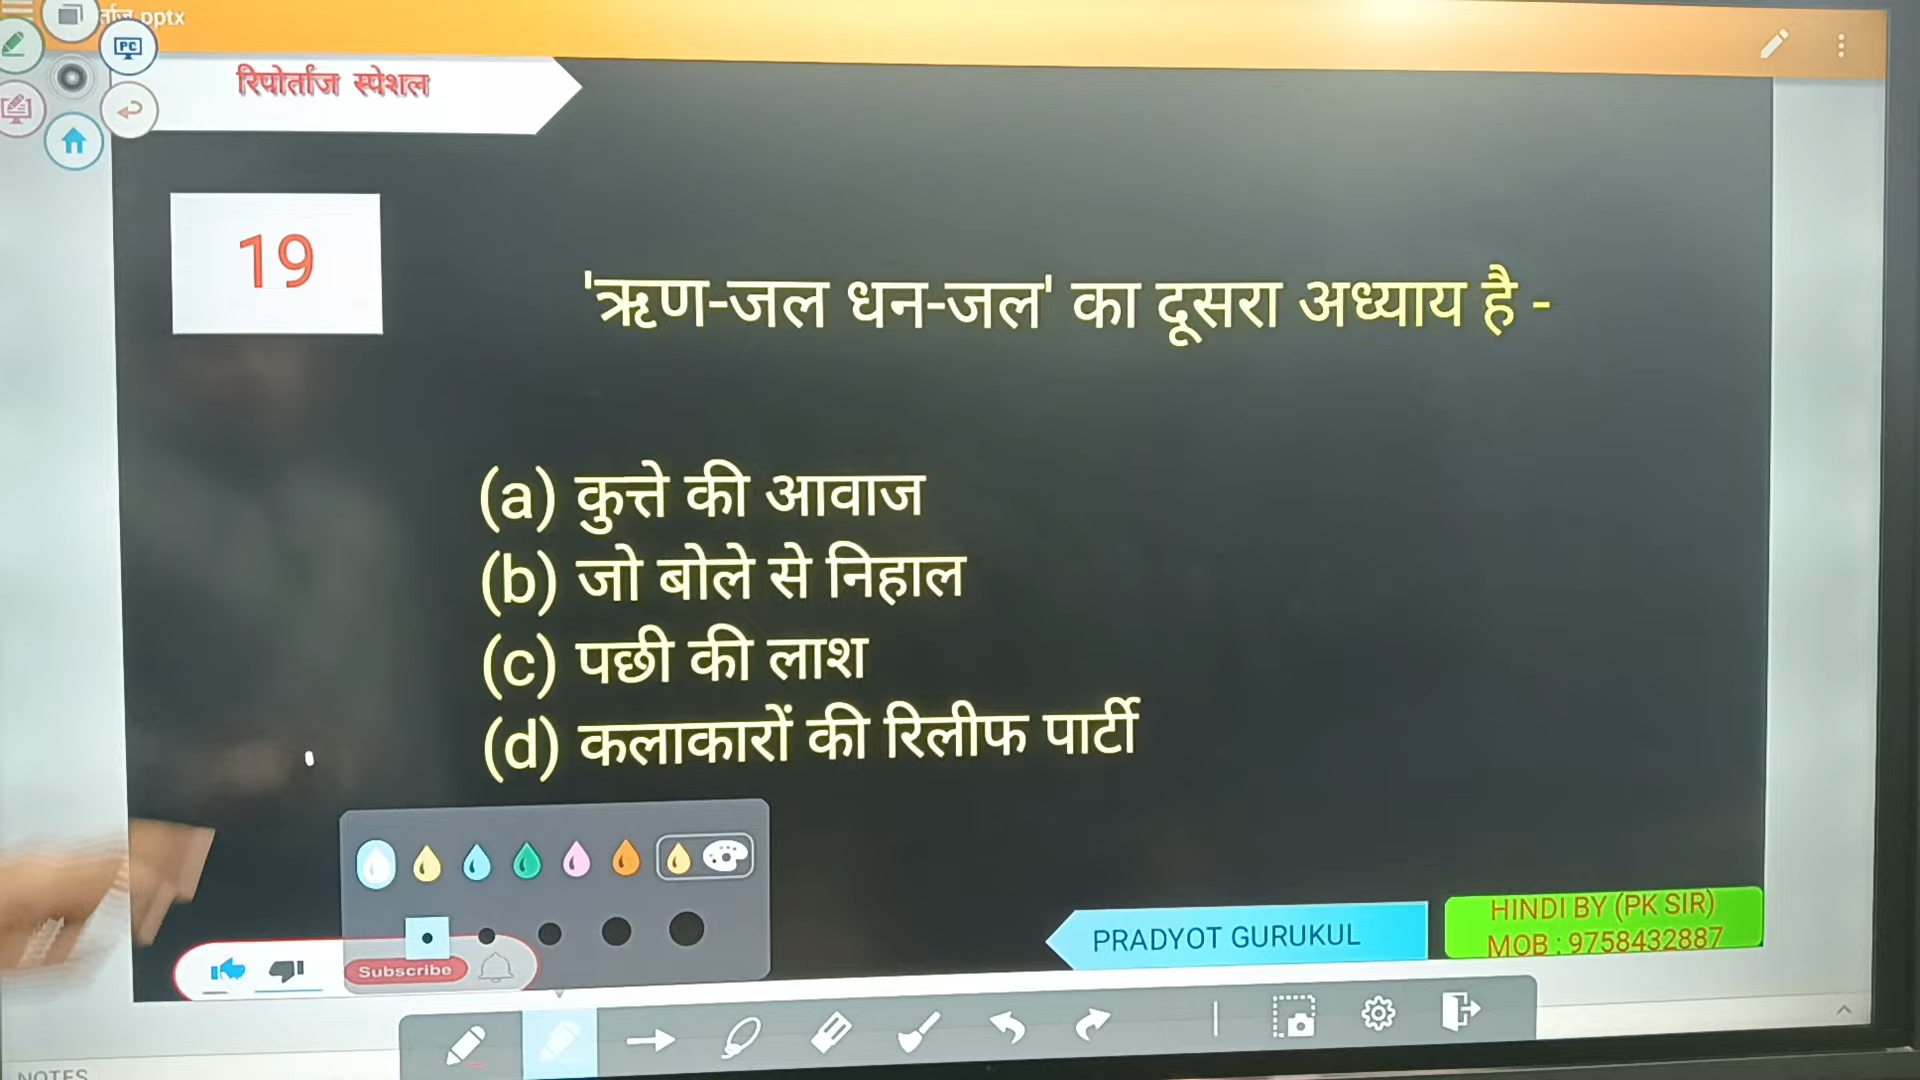 र्ताज.pptx
PC
रिपोर्ताज स्पेशल
19
'ऋण-जल धन-जल' का दूसरा अध्याय है -
(a) कुत्ते की आवाज
(b) जो बोले से निहाल
(c) पछी की लाश
(d) कलाकारों की रिलीफ पार्टी
PRADYOT GURUKUL
HINDI BY (PK SIR)
MOB : 9758432887
Subscribe
NOTES